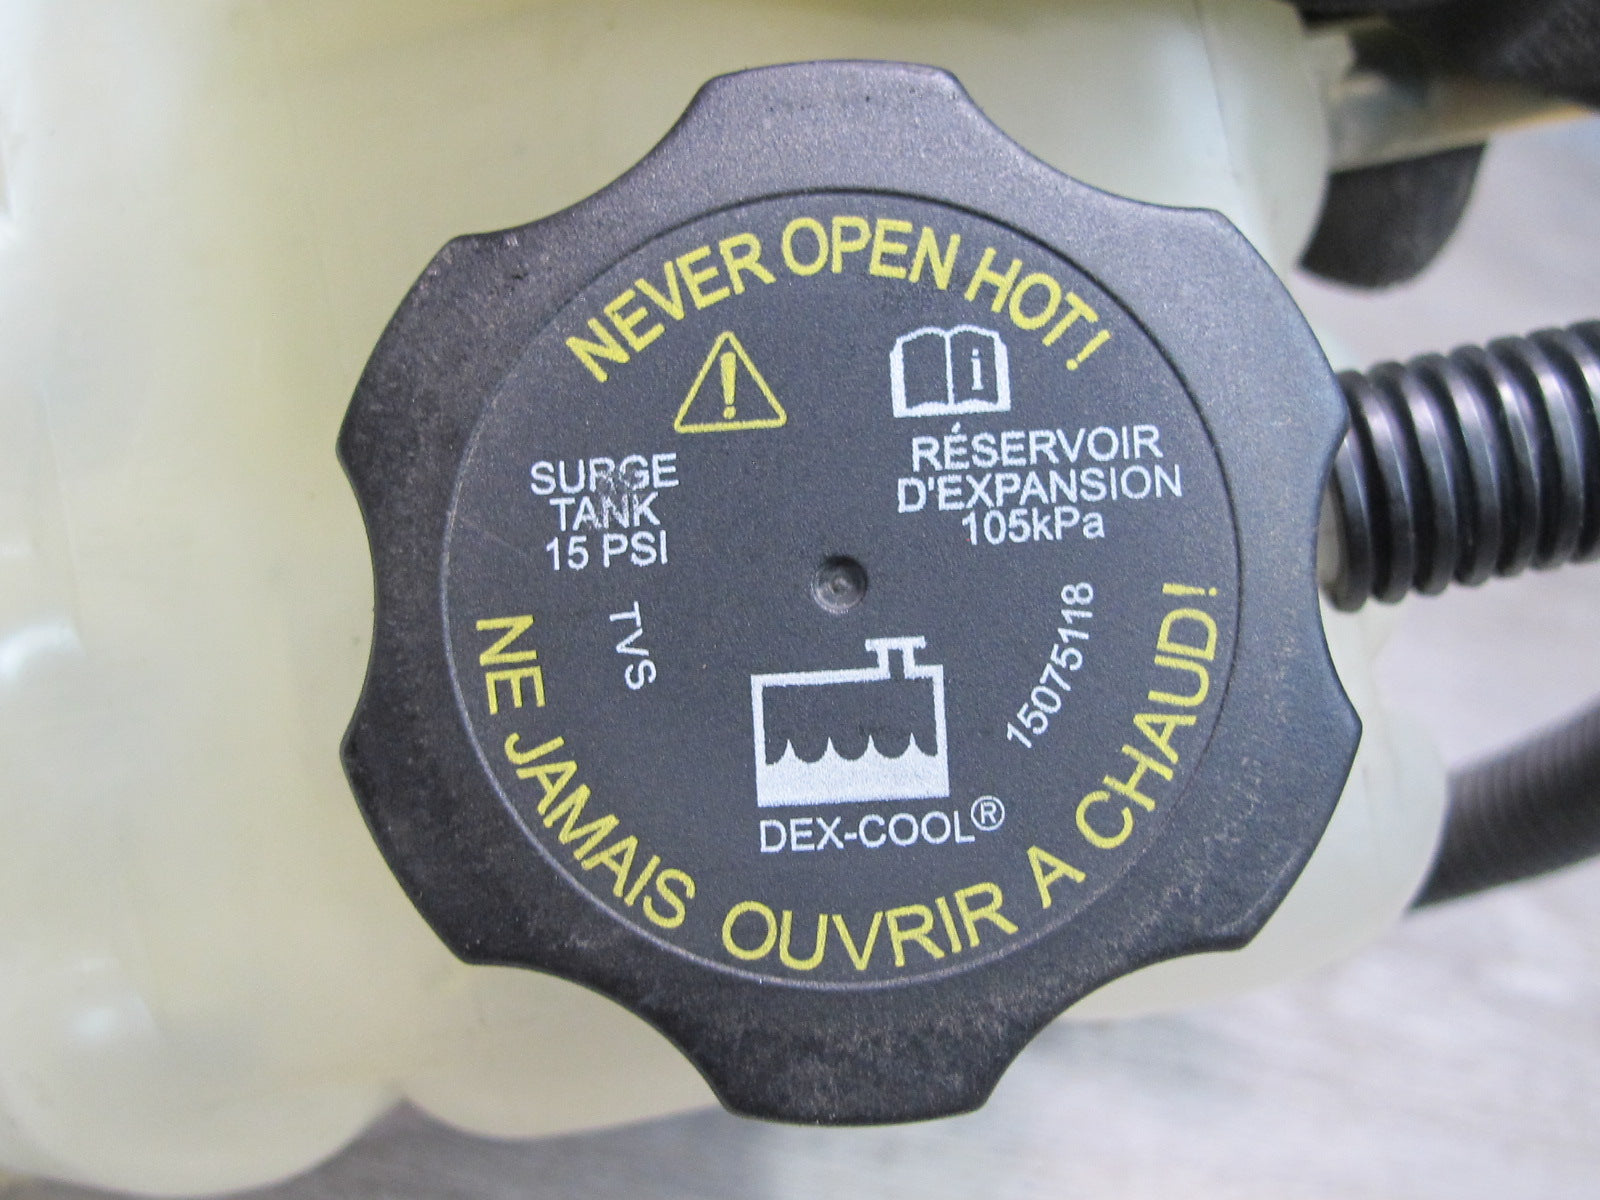 NEVER OPEN HOT!
i
SURGE
TANK
15 PSI
RÉSERVOIR
D'EXPANSION
105kPa
TVS
15075118
DEX-COOL®
NE JAMAIS OUVRIR A CHAUD!